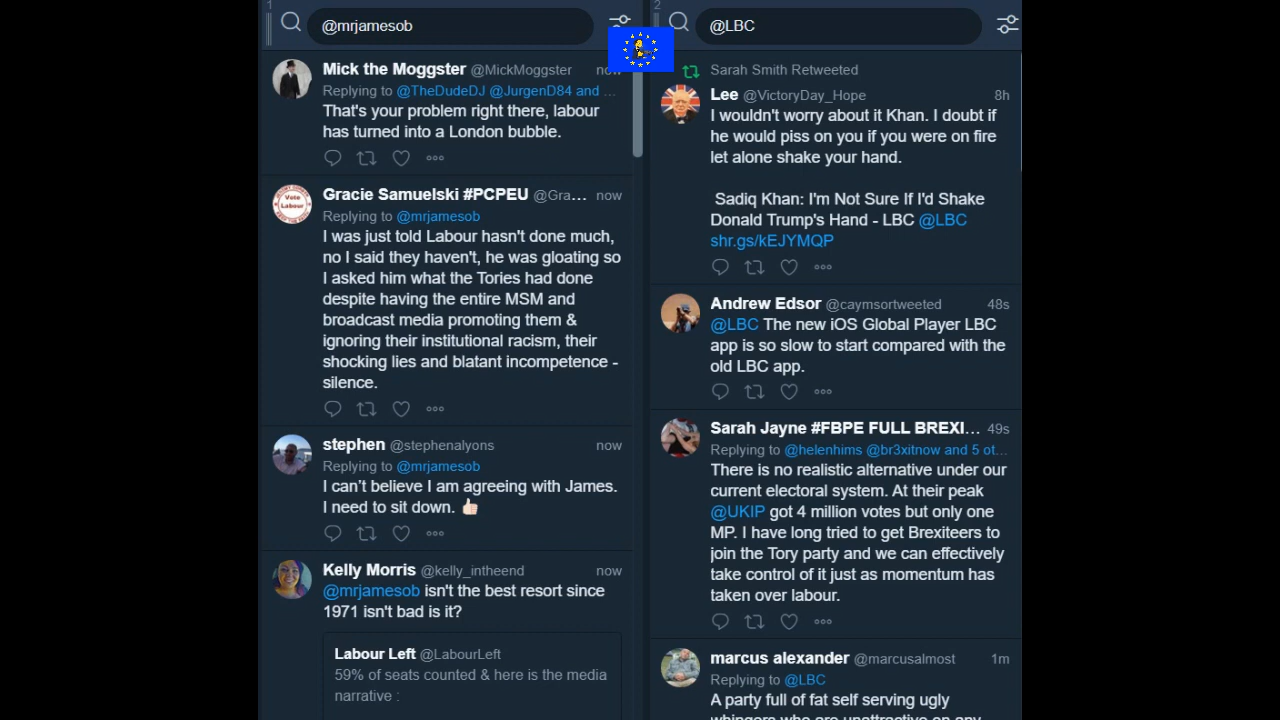 1
@mrjamesob
Mick the Moggster @MickMoggster now
Replying to @TheDudeDJ @JurgenD84 and ...
That's your problem right there, labour
has turned into a London bubble.
Gracie Samuelski #PCPEU @Gra... now
Replying to @mrjamesob
I was just told Labour hasn't done much,
no I said they haven't, he was gloating so
I asked him what the Tories had done
despite having the entire MSM and
broadcast media promoting them &
ignoring their institutional racism, their
shocking lies and blatant incompetence -
silence.
Vote
Labour
stephen @stephenalyons now
Replying to @mrjamesob
I can't believe I am agreeing with James.
I need to sit down. 👍🏻
Kelly Morris @kelly_intheend now
@mrjamesob isn't the best resort since
1971 isn't bad is it?
Labour Left @LabourLeft
59% of seats counted & here is the media
narrative :
2
@LBC
Sarah Smith Retweeted
Lee @VictoryDay_Hope 8h
I wouldn't worry about it Khan. I doubt if
he would piss on you if you were on fire
let alone shake your hand.
Sadiq Khan: I'm Not Sure If I'd Shake
Donald Trump's Hand - LBC @LBC
shr.gs/kEJYMQP
Andrew Edsor @caymsortweeted 48s
@LBC The new iOS Global Player LBC
app is so slow to start compared with the
old LBC app.
Sarah Jayne #FBPE FULL BREXI... 49s
Replying to @helenhims @br3xitnow and 5 ot...
There is no realistic alternative under our
current electoral system. At their peak
@UKIP got 4 million votes but only one
MP. I have long tried to get Brexiteers to
join the Tory party and we can effectively
take control of it just as momentum has
taken over labour.
marcus alexander @marcusalmost 1m
Replying to @LBC
A party full of fat self serving ugly
whingers who are unattractive on any